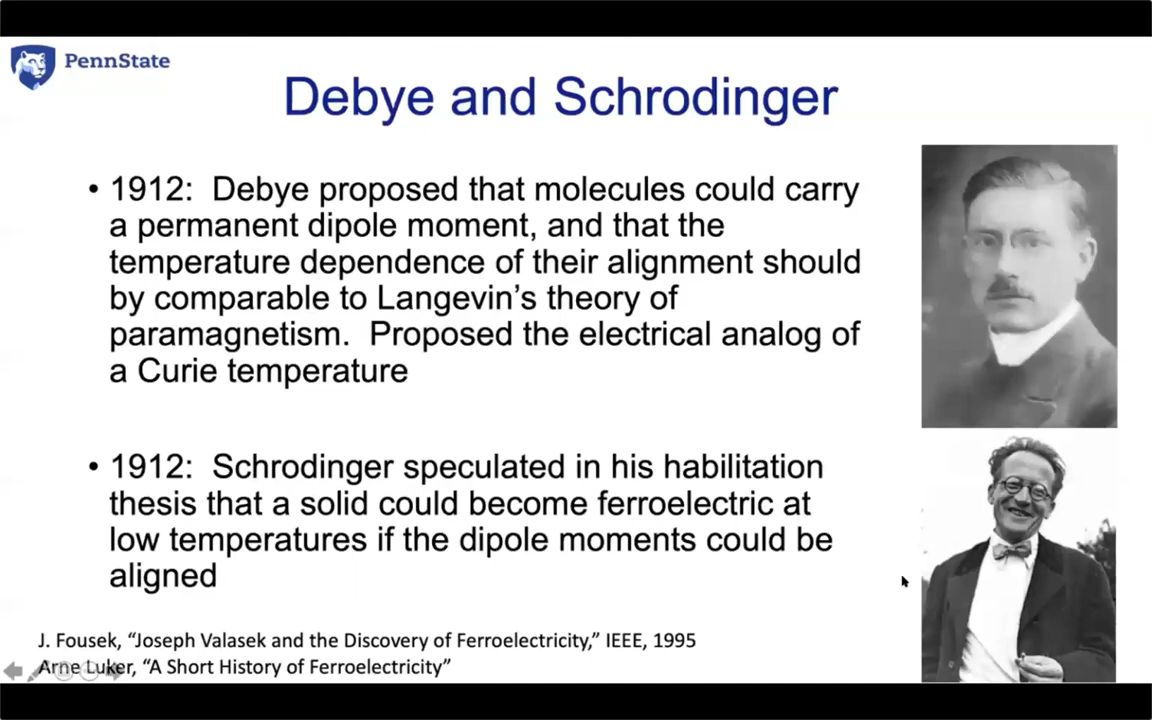 PennState
Debye and Schrodinger
• 1912:  Debye proposed that molecules could carry
a permanent dipole moment, and that the
temperature dependence of their alignment should
by comparable to Langevin’s theory of
paramagnetism.  Proposed the electrical analog of
a Curie temperature
• 1912:  Schrodinger speculated in his habilitation
thesis that a solid could become ferroelectric at
low temperatures if the dipole moments could be
aligned
J. Fousek, “Joseph Valasek and the Discovery of Ferroelectricity,” IEEE, 1995
Arne Luker, “A Short History of Ferroelectricity”